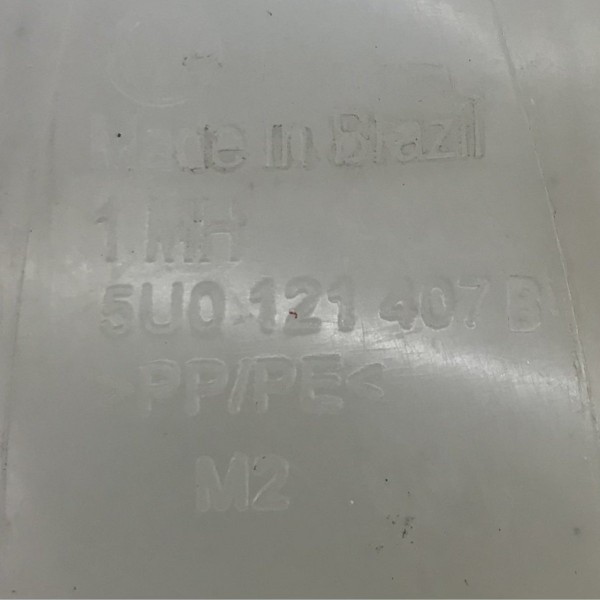 Made in Brazil
1 MH
5U0 121 407 B
PP/PE<
M2